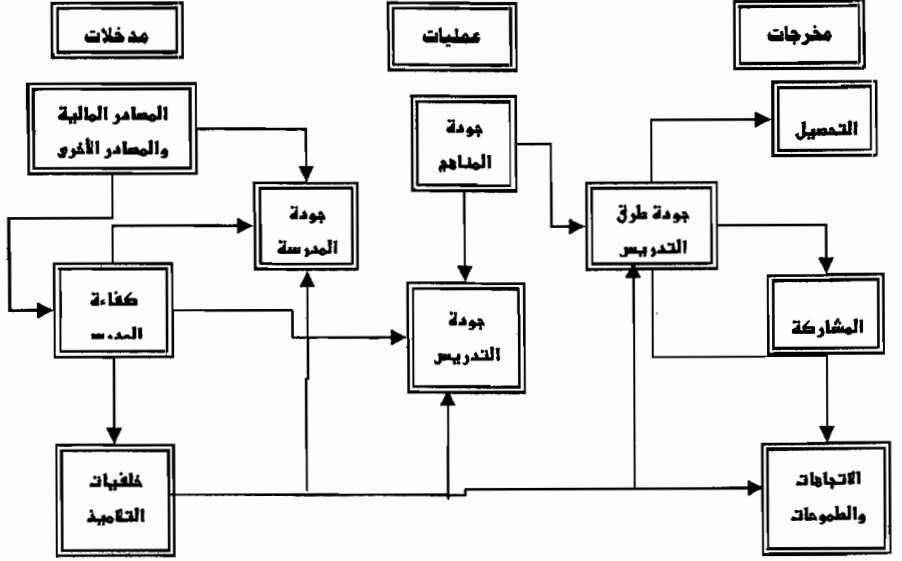 مدخلات
عمليات
مخرجات
المصادر المالية
والمصادر الأخرى
جودة
المناهج
التحصيل
جودة
المدرسة
جودة طرق
التدريس
كفاءة
جودة
التدريس
المشاركة
خلفيات
التلاميذ
الاتجاهات
والطموحات